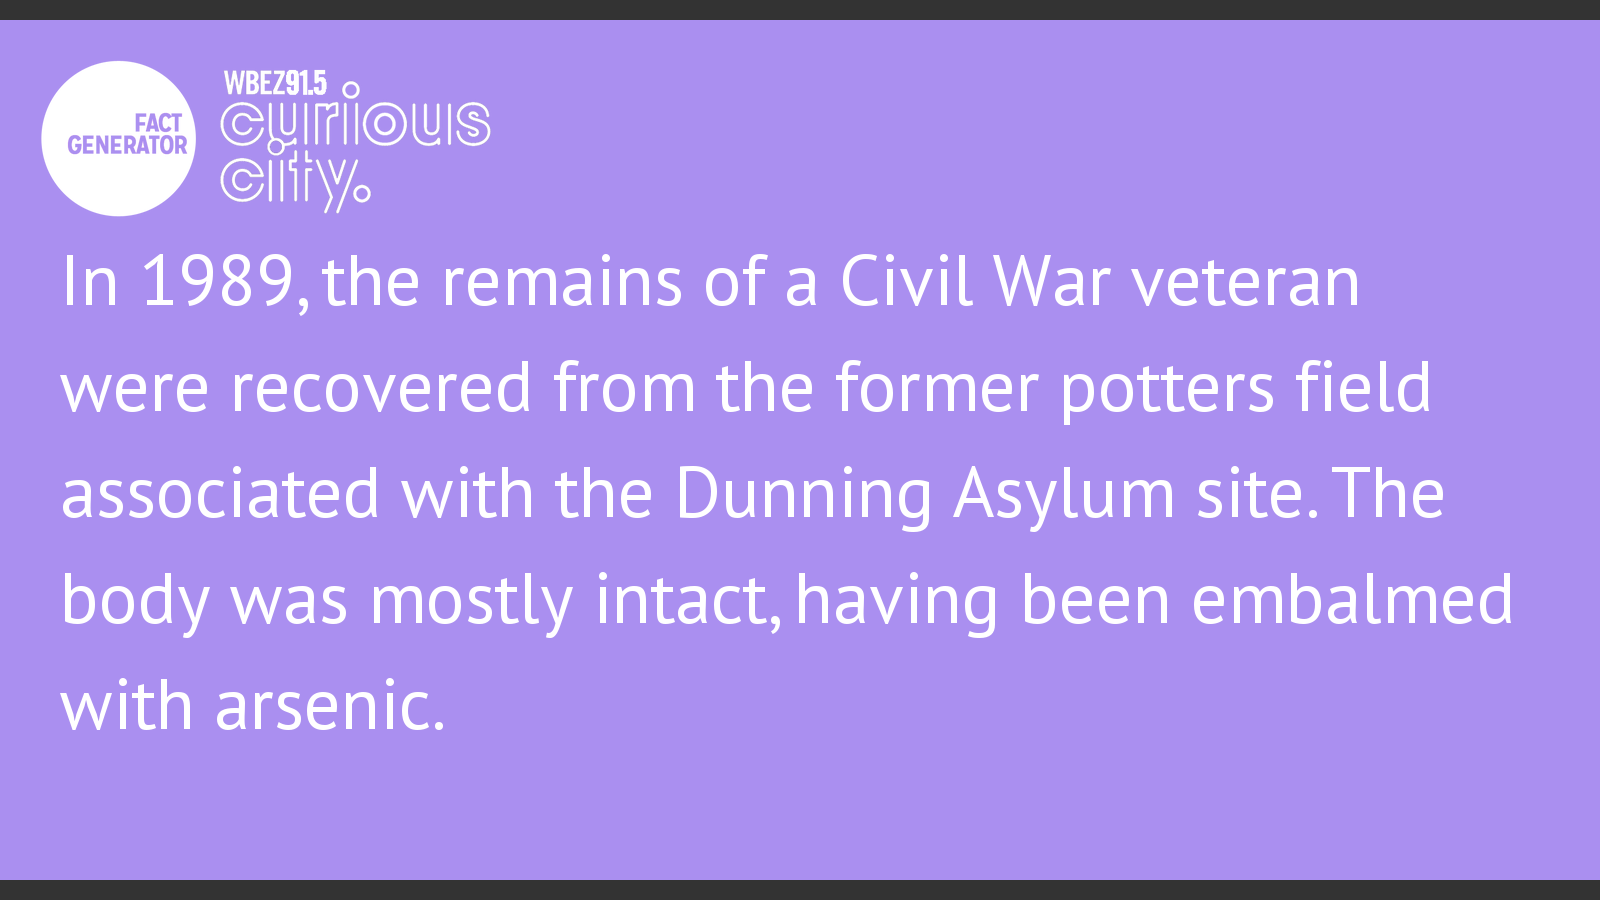 FACT
GENERATOR
WBEZ91.5
curious
city.
In 1989, the remains of a Civil War veteran
were recovered from the former potters field
associated with the Dunning Asylum site. The
body was mostly intact, having been embalmed
with arsenic.